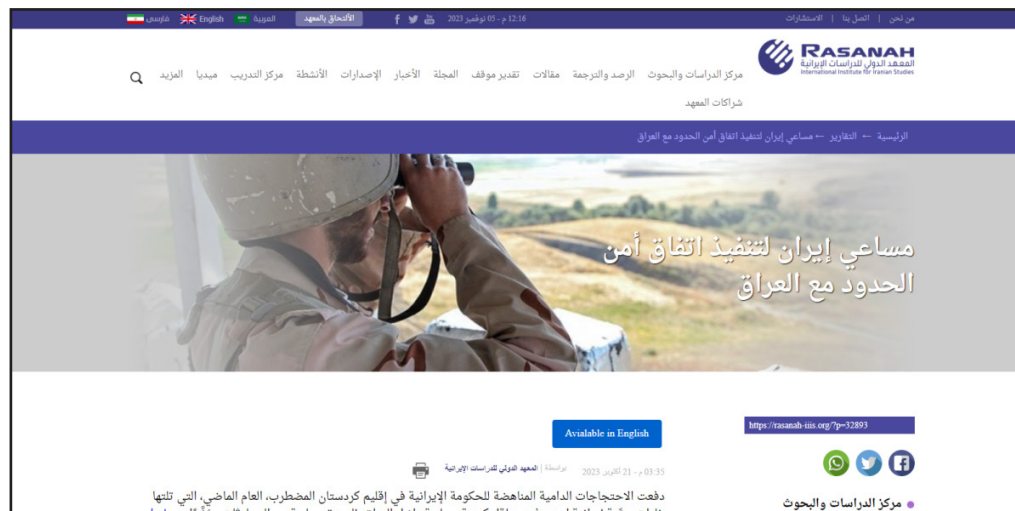 من نحن | اتصل بنا | الاستشارات
12:16 م - 05 نوفمبر 2023
الألتحاق بالمعهد
العربية
English
فارسی
RASANAH
المعهد الدولي للدراسات الإيرانية
International Institute for Iranian Studies
مركز الدراسات والبحوث الرصد والترجمة مقالات تقدير موقف المجلة الأخبار الإصدارات الأنشطة مركز التدريب ميديا المزيد
شراكات المعهد
الرئيسية ← التقارير ← مساعي إيران لتنفيذ اتفاق أمن الحدود مع العراق
مساعي إيران لتنفيذ اتفاق أمن
الحدود مع العراق
https://rasanah-iiis.org/?p=32893
Avialable in English
03:35 م - 21 أكتوبر 2023 بواسطة | المعهد الدولي للدراسات الإيرانية
مركز الدراسات والبحوث
دفعت الاحتجاجات الدامية المناهضة للحكومة الإيرانية في إقليم كردستان المضطرب، العام الماضي، التي تلتها